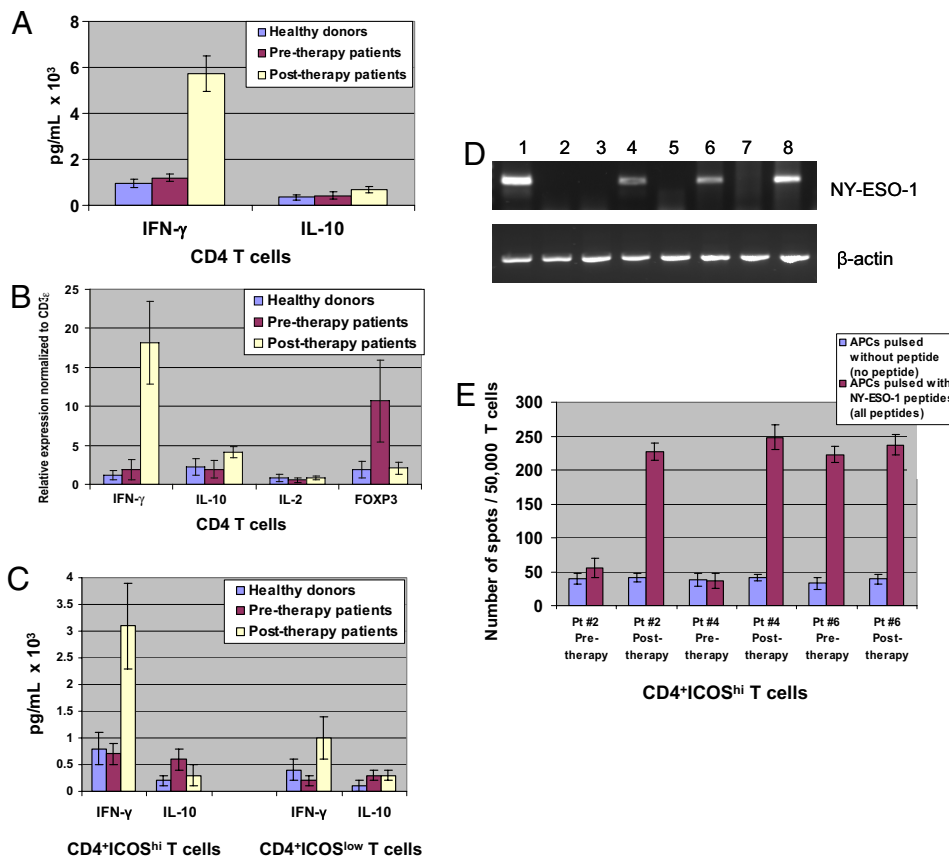 A
8
6
4
2
0
pg/mL x 10³
Healthy donors
Pre-therapy patients
Post-therapy patients
IFN-γ IL-10
CD4 T cells
B
25
20
15
10
5
0
Relative expression normalized to CD3ε
Healthy donors
Pre-therapy patients
Post-therapy patients
IFN-γ IL-10 IL-2 FOXP3
CD4 T cells
C
4
3.5
3
2.5
2
1.5
1
0.5
0
pg/mL x 10³
Healthy donors
Pre-therapy patients
Post-therapy patients
IFN-γ IL-10 IFN-γ IL-10
CD4⁺ICOSʰⁱ T cells CD4⁺ICOSˡᵒʷ T cells
D
1 2 3 4 5 6 7 8
NY-ESO-1
β-actin
E
APCs pulsed
without peptide
(no peptide)
APCs pulsed with
NY-ESO-1 peptides
(all peptides)
300
250
200
150
100
50
0
Number of spots / 50,000 T cells
Pt #2 Pt #2 Pt #4 Pt #4 Pt #6 Pt #6
Pre- Post- Pre- Post- Pre- Post-
therapy therapy therapy therapy therapy therapy
CD4⁺ICOSʰⁱ T cells